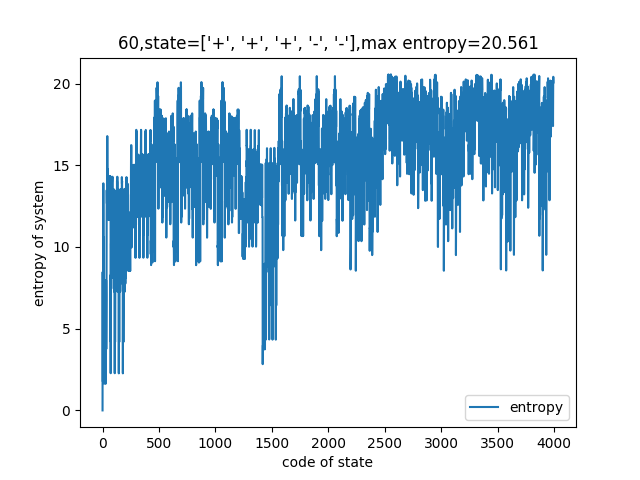 60,state=['+', '+', '+', '-', '-'],max entropy=20.561
20
15
10
5
0
entropy of system
entropy
0 500 1000 1500 2000 2500 3000 3500 4000
code of state